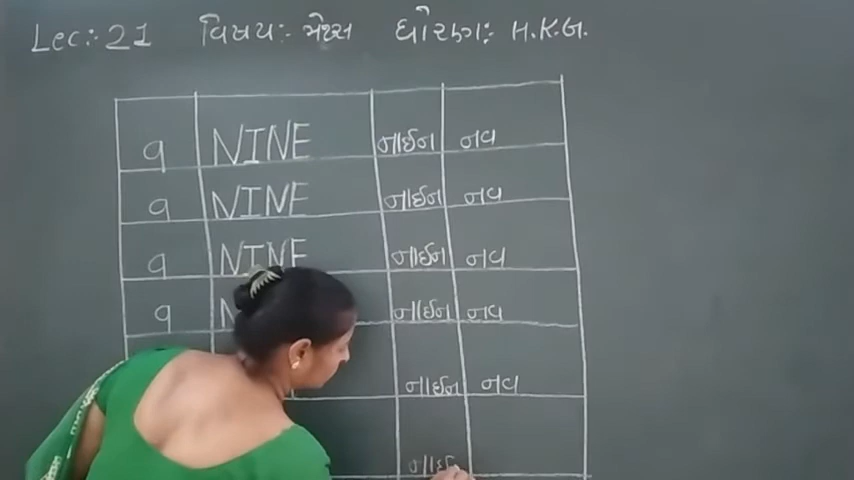 Lec:- 21 વિષય:- મેથ્સ ધોરણ: H.K.G.
9 NINE નાઈન નવ
9 NINE નાઈન નવ
9 NINE નાઈન નવ
9 N નાઈન નવ
નાઈન નવ
નાઈ